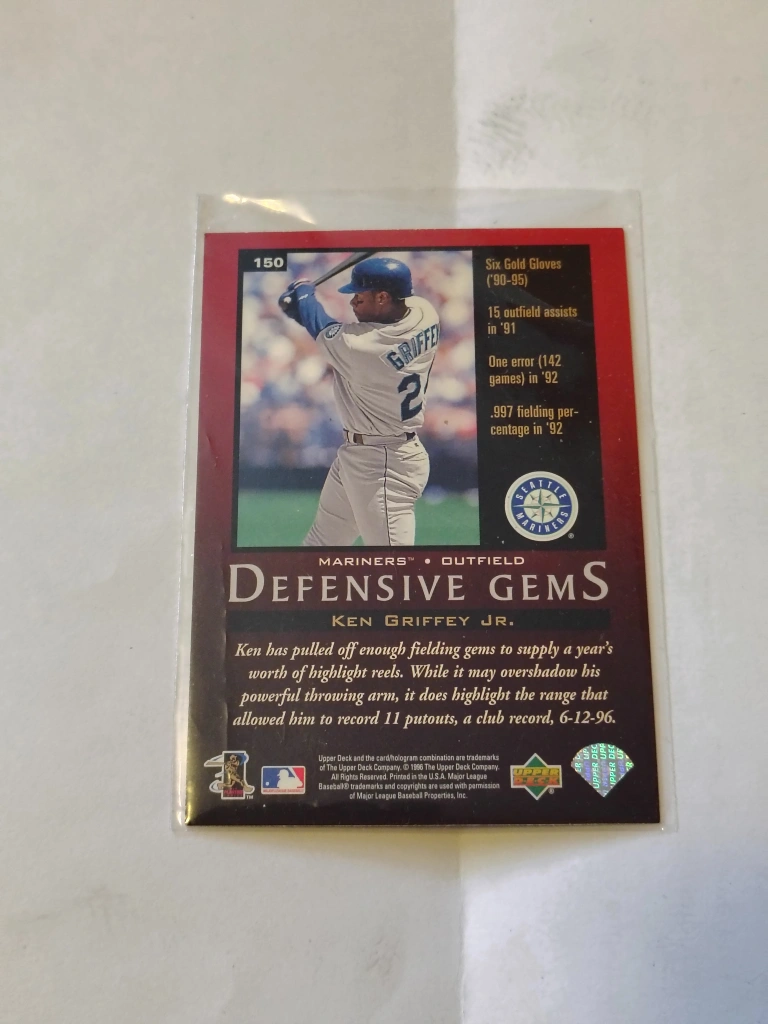 150
GRIFFEY
2
Six Gold Gloves
('90-95)
15 outfield assists
in '91
One error (142
games) in '92
.997 fielding per-
centage in '92
SEATTLE
MARINERS
®
MARINERS™ • OUTFIELD
DEFENSIVE GEMS
KEN GRIFFEY JR.
Ken has pulled off enough fielding gems to supply a year's
worth of highlight reels. While it may overshadow his
powerful throwing arm, it does highlight the range that
allowed him to record 11 putouts, a club record, 6-12-96.
Upper Deck and the card/hologram combination are trademarks
of The Upper Deck Company. © 1996 The Upper Deck Company.
All Rights Reserved. Printed in the U.S.A. Major League
Baseball® trademarks and copyrights are used with permission
of Major League Baseball Properties, Inc.
TM
UPPER
DECK
®
UPPER DECK